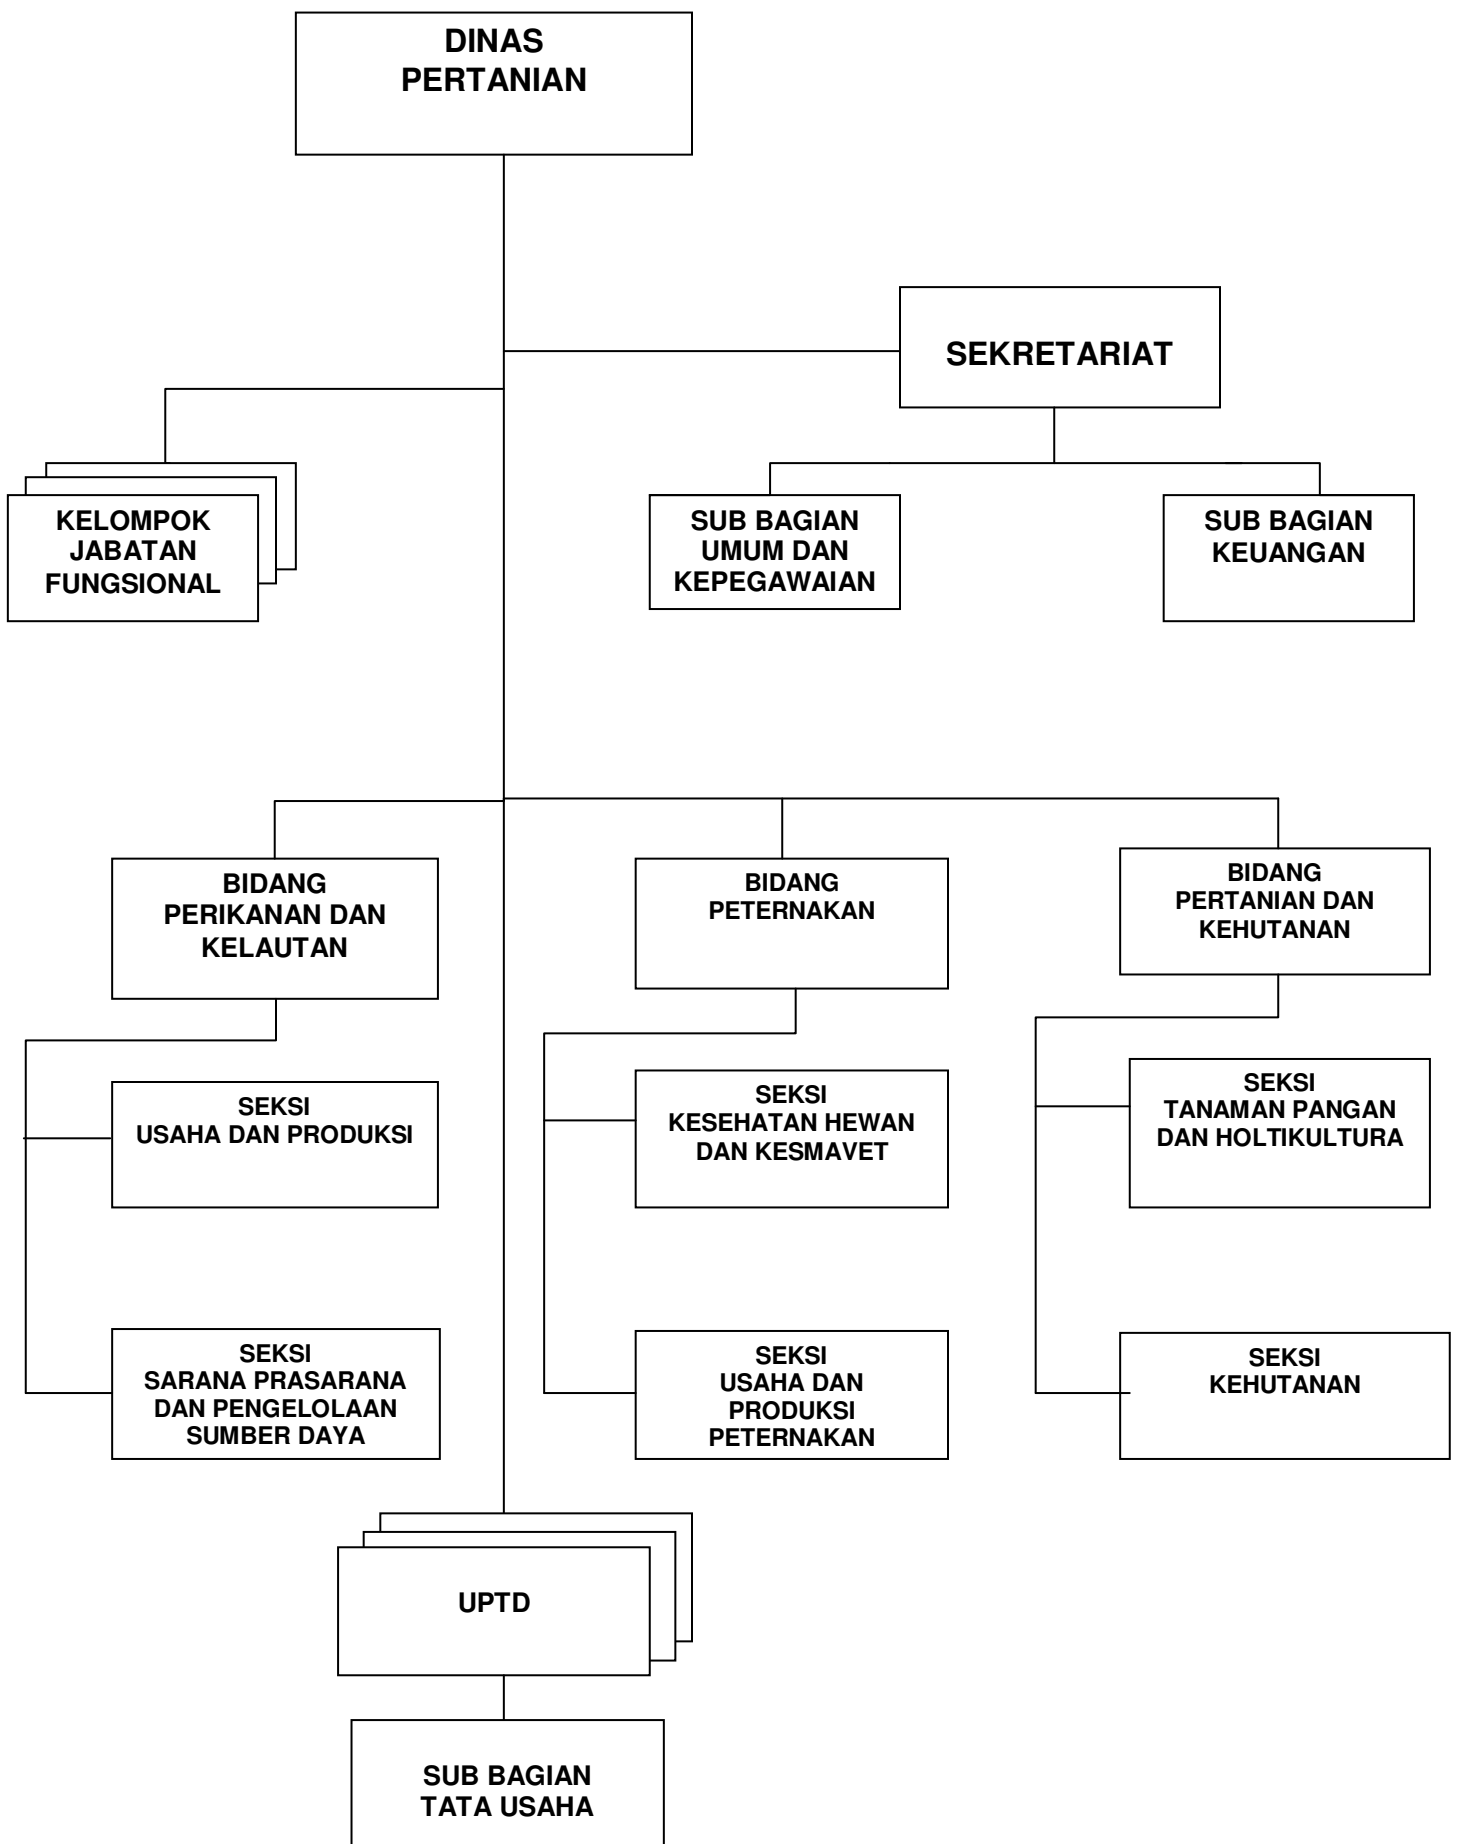 DINAS
PERTANIAN
SEKRETARIAT
KELOMPOK
JABATAN
FUNGSIONAL
SUB BAGIAN
UMUM DAN
KEPEGAWAIAN
SUB BAGIAN
KEUANGAN
BIDANG
PERIKANAN DAN
KELAUTAN
BIDANG
PETERNAKAN
BIDANG
PERTANIAN DAN
KEHUTANAN
SEKSI
USAHA DAN PRODUKSI
SEKSI
KESEHATAN HEWAN
DAN KESMAVET
SEKSI
TANAMAN PANGAN
DAN HOLTIKULTURA
SEKSI
SARANA PRASARANA
DAN PENGELOLAAN
SUMBER DAYA
SEKSI
USAHA DAN
PRODUKSI
PETERNAKAN
SEKSI
KEHUTANAN
UPTD
SUB BAGIAN
TATA USAHA